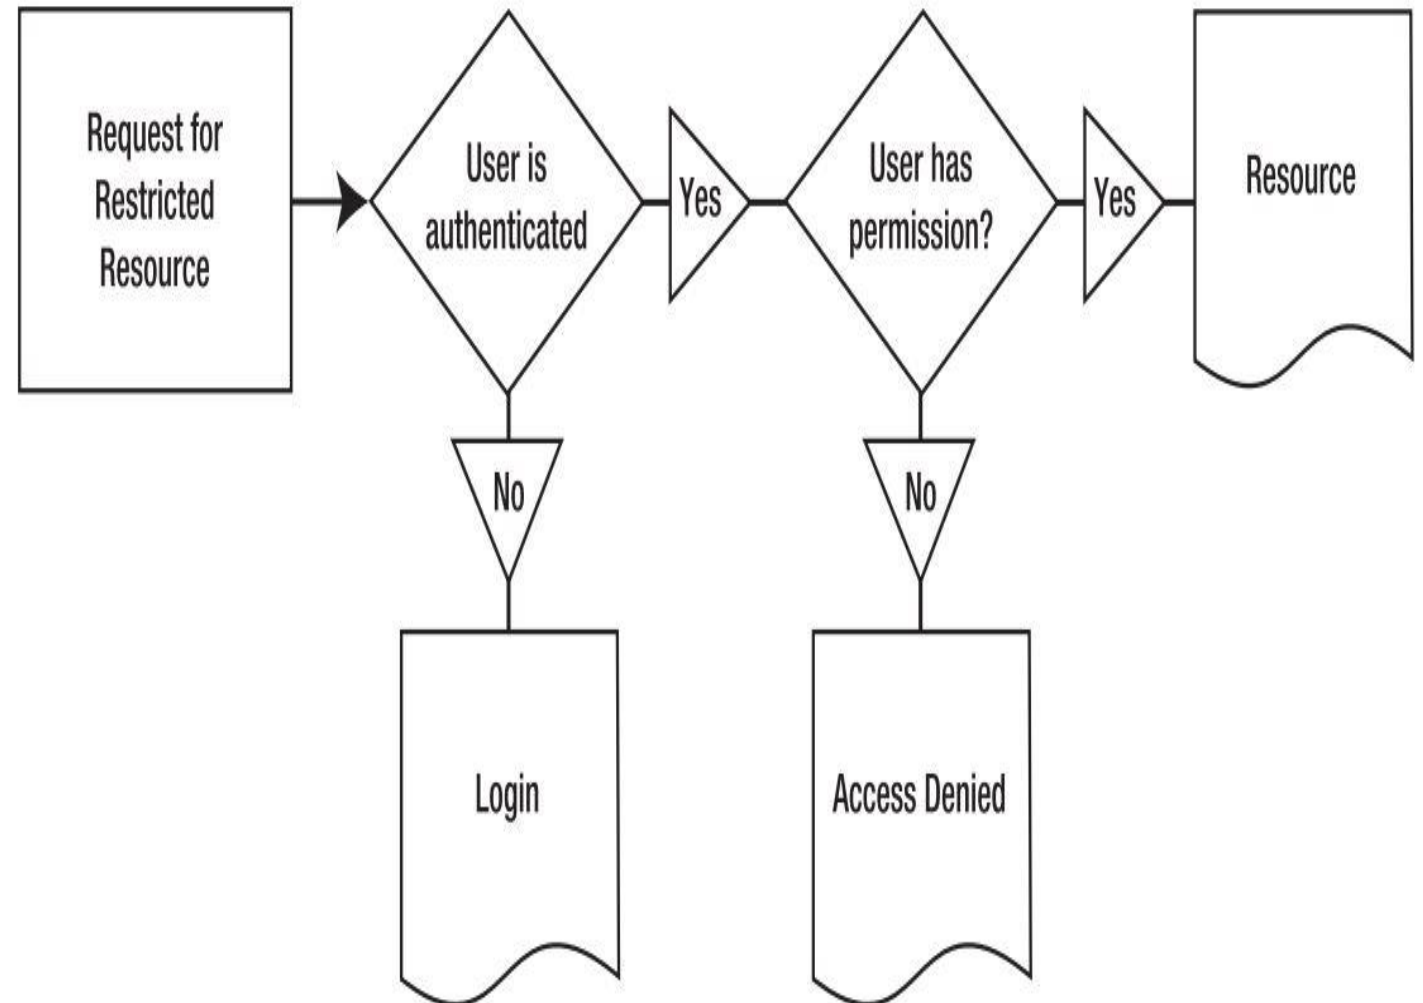 Request for
Restricted
Resource
User is
authenticated
Yes
User has
permission?
Yes
Resource
No
No
Login
Access Denied